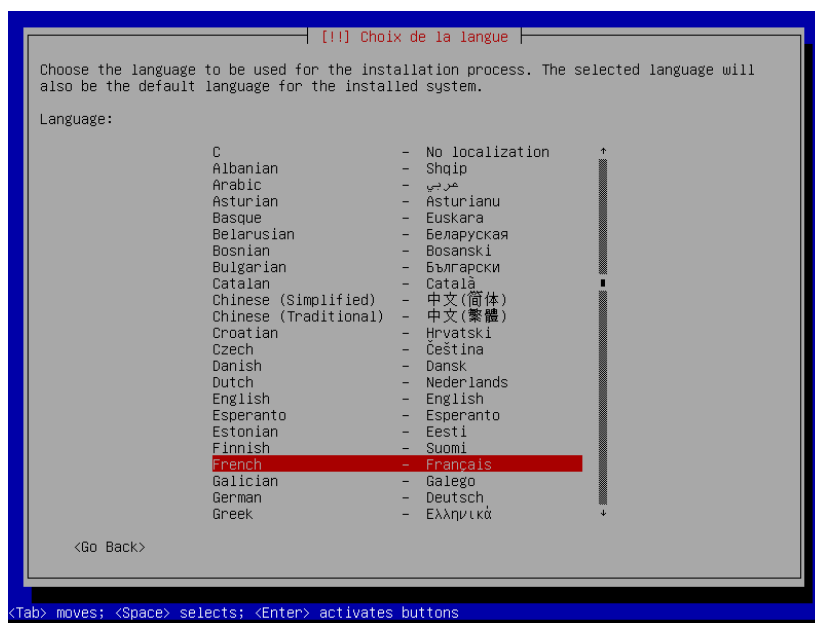 [!!] Choix de la langue
Choose the language to be used for the installation process. The selected language will
also be the default language for the installed system.
Language:
C - No localization
Albanian - Shqip
Arabic - عربي
Asturian - Asturianu
Basque - Euskara
Belarusian - Беларуская
Bosnian - Bosanski
Bulgarian - Български
Catalan - Català
Chinese (Simplified) - 中文(简体)
Chinese (Traditional) - 中文(繁體)
Croatian - Hrvatski
Czech - Čeština
Danish - Dansk
Dutch - Nederlands
English - English
Esperanto - Esperanto
Estonian - Eesti
Finnish - Suomi
French - Français
Galician - Galego
German - Deutsch
Greek - Ελληνικά
<Go Back>
<Tab> moves; <Space> selects; <Enter> activates buttons